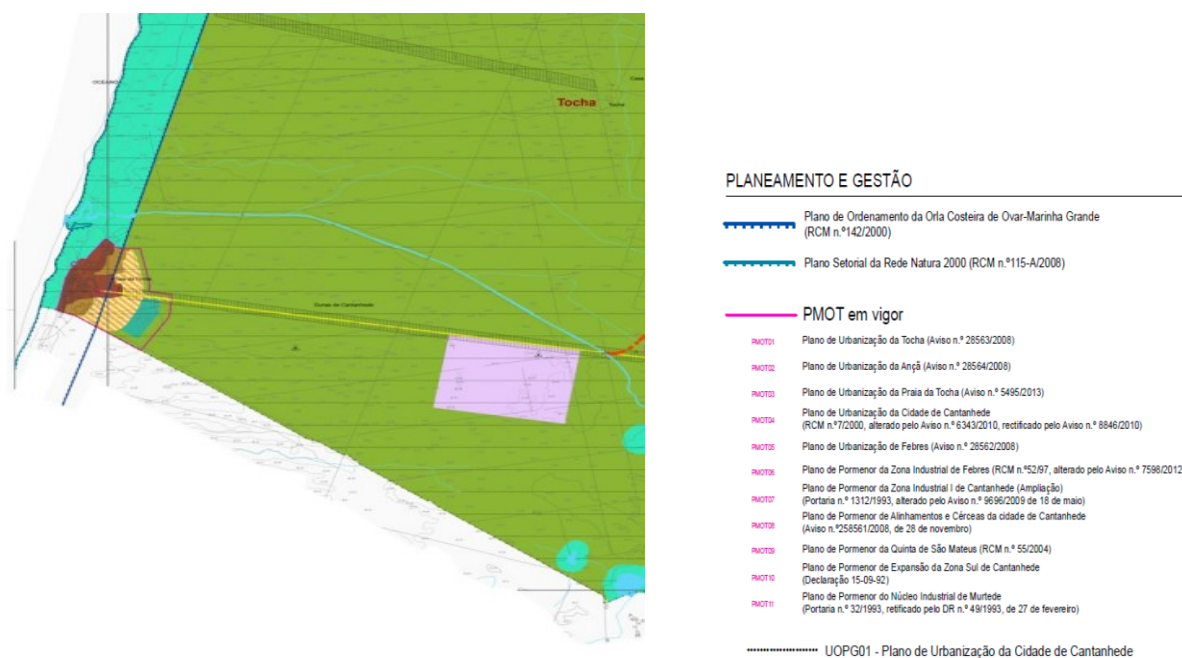 OCEANO
Tocha
Tocha
Casa
Dunas de Cantanhede
PLANEAMENTO E GESTÃO
Plano de Ordenamento da Orla Costeira de Ovar-Marinha Grande
(RCM n.º142/2000)
Plano Setorial da Rede Natura 2000 (RCM n.º115-A/2008)
PMOT em vigor
PMOT01 Plano de Urbanização da Tocha (Aviso n.º 28563/2008)
PMOT02 Plano de Urbanização da Ançã (Aviso n.º 28564/2008)
PMOT03 Plano de Urbanização da Praia da Tocha (Aviso n.º 5495/2013)
PMOT04 Plano de Urbanização da Cidade de Cantanhede
(RCM n.º7/2000, alterado pelo Aviso n.º 6343/2010, rectificado pelo Aviso n.º 8846/2010)
PMOT05 Plano de Urbanização de Febres (Aviso n.º 28562/2008)
PMOT06 Plano de Pormenor da Zona Industrial de Febres (RCM n.º52/97, alterado pelo Aviso n.º 7598/2012
PMOT07 Plano de Pormenor da Zona Industrial I de Cantanhede (Ampliação)
(Portaria n.º 1312/1993, alterado pelo Aviso n.º 9696/2009 de 18 de maio)
PMOT08 Plano de Pormenor de Alinhamentos e Cérceas da cidade de Cantanhede
(Aviso n.º258561/2008, de 28 de novembro)
PMOT09 Plano de Pormenor da Quinta de São Mateus (RCM n.º 55/2004)
PMOT10 Plano de Pormenor de Expansão da Zona Sul de Cantanhede
(Declaração 15-09-92)
PMOT11 Plano de Pormenor do Núcleo Industrial de Murtede
(Portaria n.º 32/1993, retificado pelo DR n.º 49/1993, de 27 de fevereiro)
UOPG01 - Plano de Urbanização da Cidade de Cantanhede